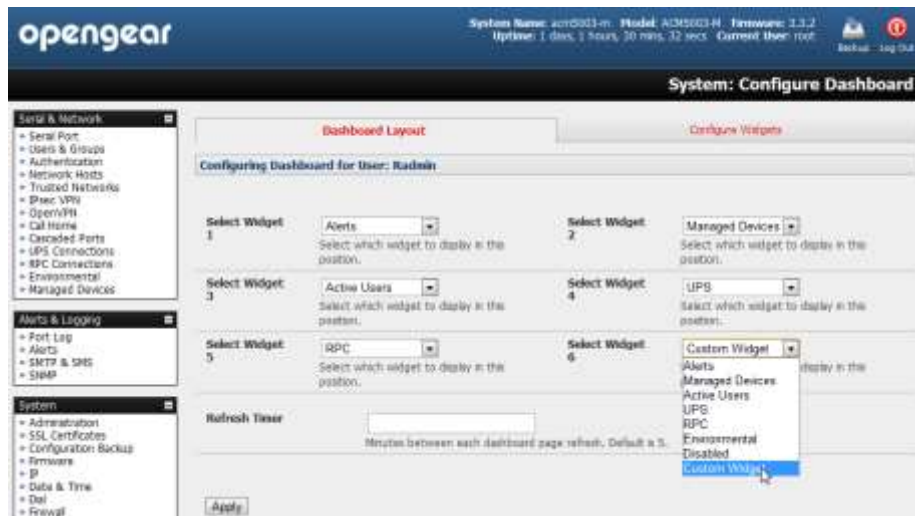 opengear
System Name: acm5003-m Model: ACM5003-M Firmware: 3.3.2
Uptime: 1 days, 1 hours, 30 mins, 32 secs Current User: root
Backup Log Out
System: Configure Dashboard
Serial & Network
Serial Port
Users & Groups
Authentication
Network Hosts
Trusted Networks
IPsec VPN
OpenVPN
Call Home
Cascaded Ports
UPS Connections
RPC Connections
Environmental
Managed Devices
Alerts & Logging
Port Log
Alerts
SMTP & SMS
SNMP
System
Administration
SSL Certificates
Configuration Backup
Firmware
IP
Date & Time
Dial
Firewall
Dashboard Layout
Configure Widgets
Configuring Dashboard for User: Radmin
Select Widget 1
Alerts
Select which widget to display in this position.
Select Widget 2
Managed Devices
Select which widget to display in this position.
Select Widget 3
Active Users
Select which widget to display in this position.
Select Widget 4
UPS
Select which widget to display in this position.
Select Widget 5
RPC
Select which widget to display in this position.
Select Widget 6
Custom Widget
display in this
Alerts
Managed Devices
Active Users
UPS
RPC
Environmental
Disabled
Custom Widget
Refresh Timer
Minutes between each dashboard page refresh. Default is 5.
Apply